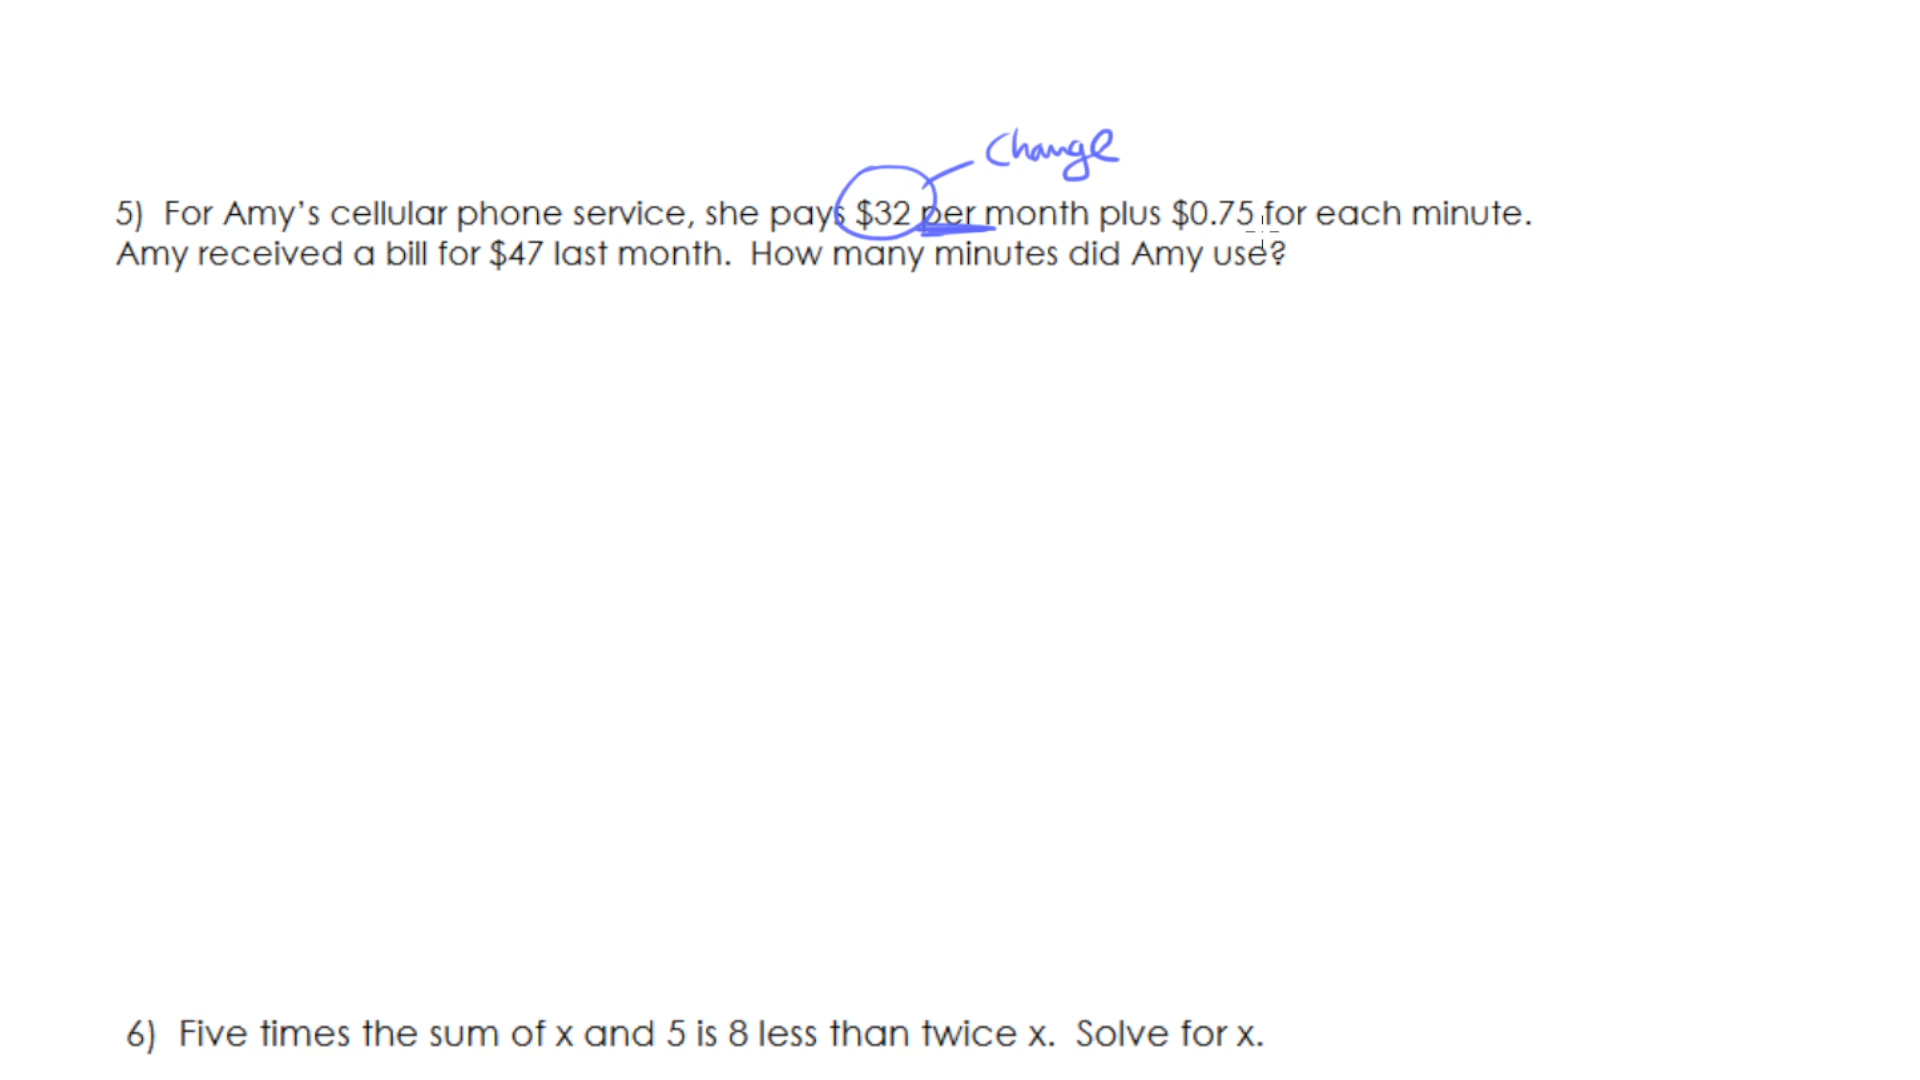 Change
5) For Amy's cellular phone service, she pays $32 per month plus $0.75 for each minute.
Amy received a bill for $47 last month. How many minutes did Amy use?
6) Five times the sum of x and 5 is 8 less than twice x. Solve for x.